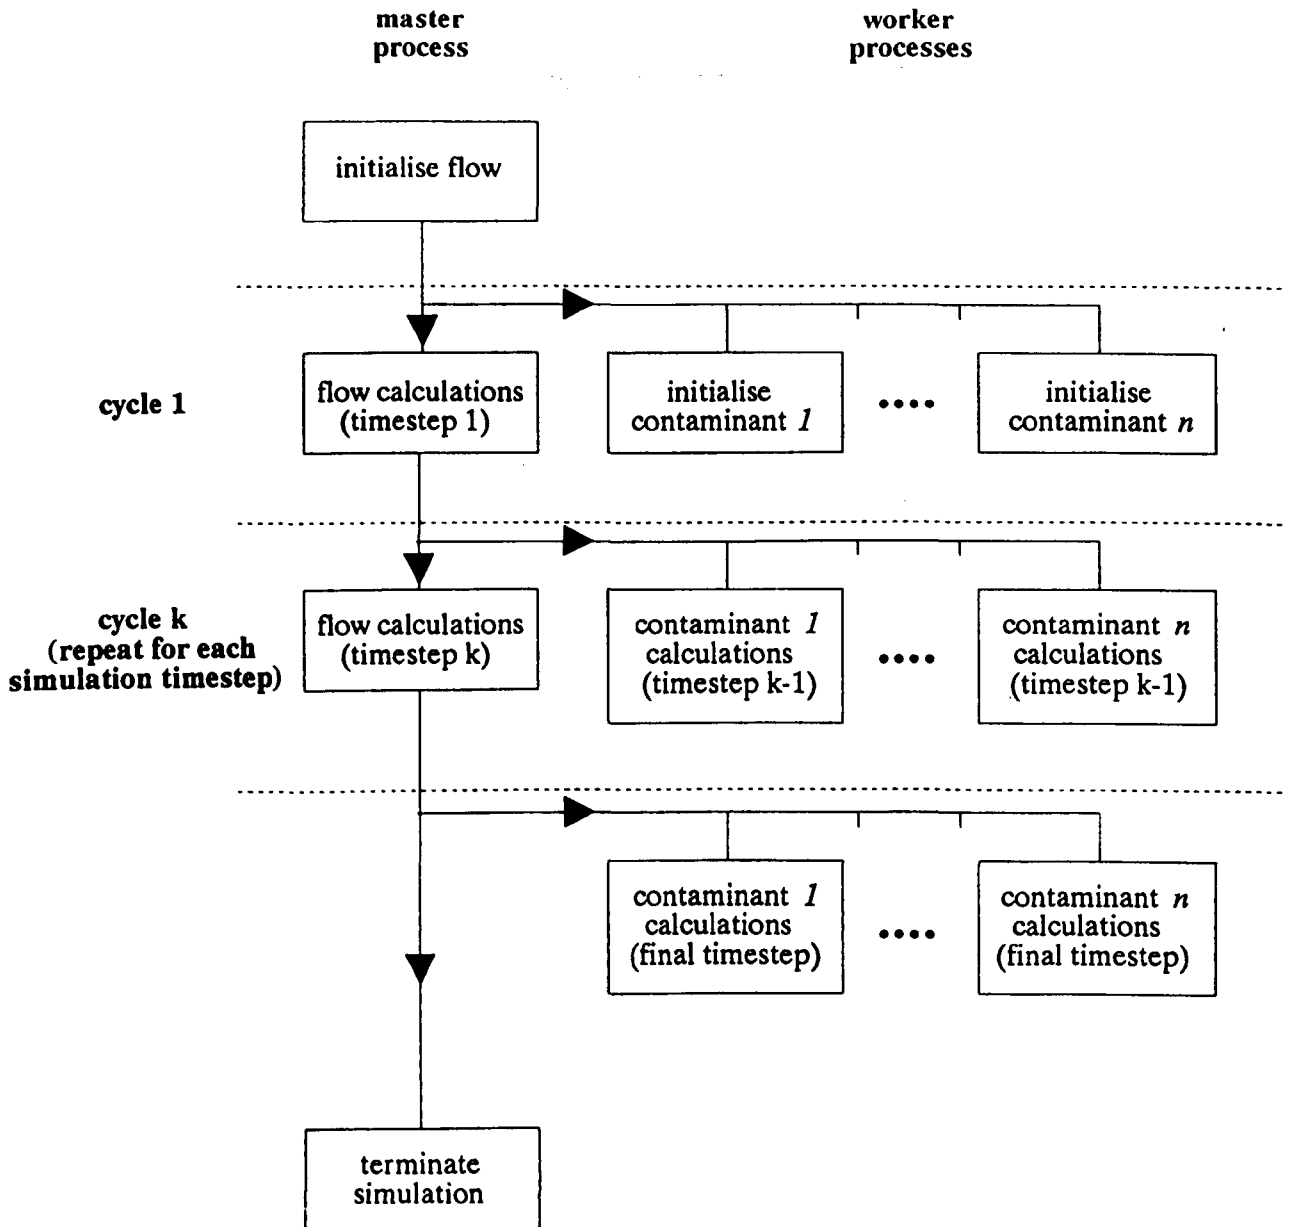 master
process
worker
processes
initialise flow
cycle 1
flow calculations
(timestep 1)
initialise
contaminant 1
••••
initialise
contaminant n
cycle k
(repeat for each
simulation timestep)
flow calculations
(timestep k)
contaminant 1
calculations
(timestep k-1)
••••
contaminant n
calculations
(timestep k-1)
contaminant 1
calculations
(final timestep)
••••
contaminant n
calculations
(final timestep)
terminate
simulation